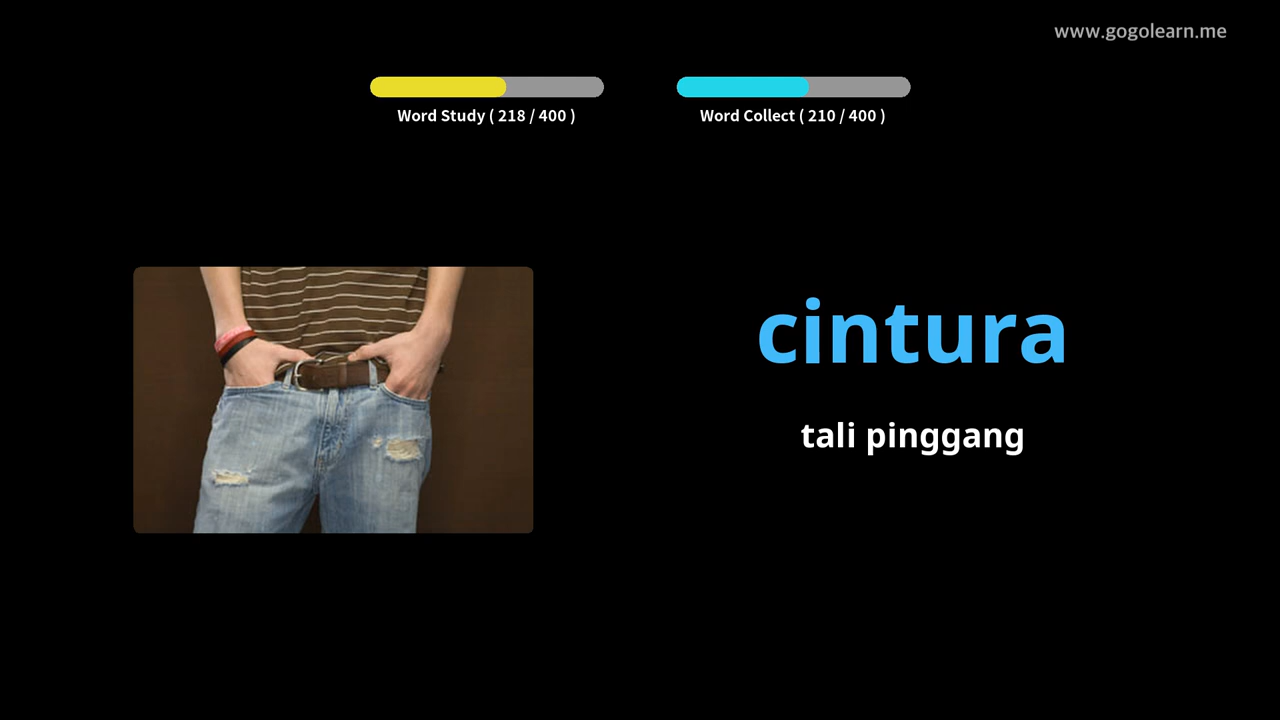 www.gogolearn.me
Word Study ( 218 / 400 )
Word Collect ( 210 / 400 )
cintura
tali pinggang